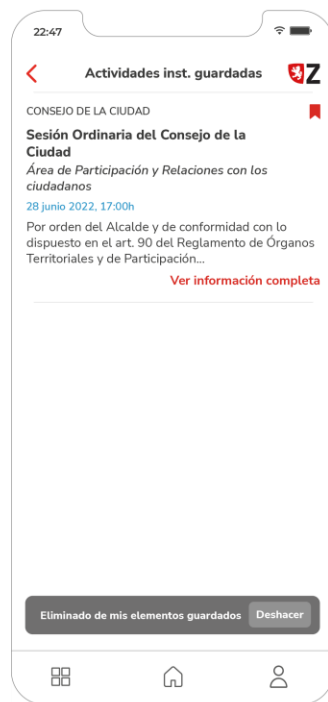 22:47
Actividades inst. guardadas
Z
CONSEJO DE LA CIUDAD
Sesión Ordinaria del Consejo de la
Ciudad
Área de Participación y Relaciones con los
ciudadanos
28 junio 2022, 17:00h
Por orden del Alcalde y de conformidad con lo
dispuesto en el art. 90 del Reglamento de Órganos
Territoriales y de Participación...
Ver información completa
Eliminado de mis elementos guardados
Deshacer